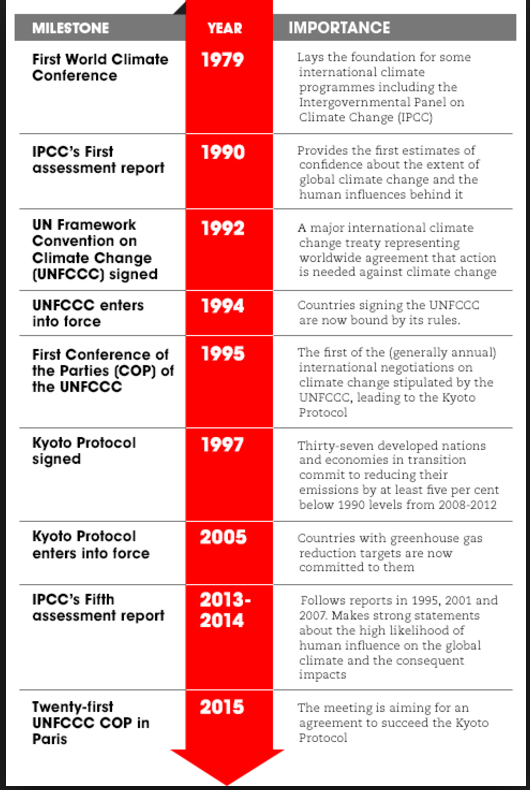 MILESTONE YEAR IMPORTANCE
First World Climate
Conference
1979
Lays the foundation for some
international climate
programmes including the
Intergovernmental Panel on
Climate Change (IPCC)
IPCC's First
assessment report
1990
Provides the first estimates of
confidence about the extent of
global climate change and the
human influences behind it
UN Framework
Convention on
Climate Change
(UNFCCC) signed
1992
A major international climate
change treaty representing
worldwide agreement that action
is needed against climate change
UNFCCC enters
into force
1994
Countries signing the UNFCCC
are now bound by its rules.
First Conference of
the Parties (COP) of
the UNFCCC
1995
The first of the (generally annual)
international negotiations on
climate change stipulated by the
UNFCCC, leading to the Kyoto
Protocol
Kyoto Protocol
signed
1997
Thirty-seven developed nations
and economies in transition
commit to reducing their
emissions by at least five per cent
below 1990 levels from 2008-2012
Kyoto Protocol
enters into force
2005
Countries with greenhouse gas
reduction targets are now
committed to them
IPCC's Fifth
assessment report
2013-
2014
Follows reports in 1995, 2001 and
2007. Makes strong statements
about the high likelihood of
human influence on the global
climate and the consequent
impacts
Twenty-first
UNFCCC COP in
Paris
2015
The meeting is aiming for an
agreement to succeed the Kyoto
Protocol